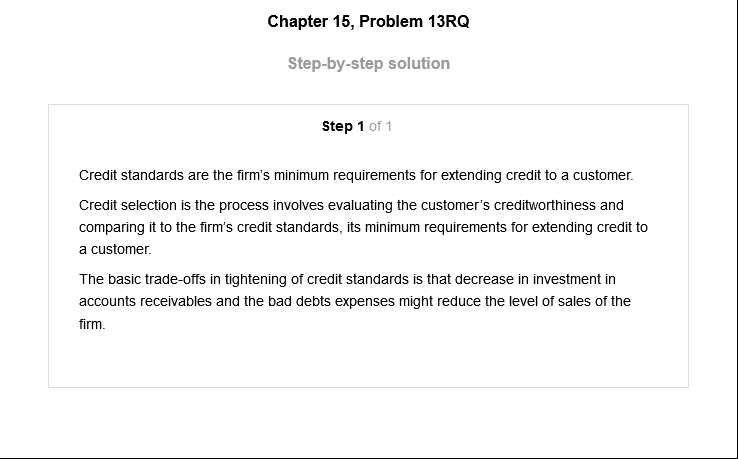 Chapter 15, Problem 13RQ
Step-by-step solution
Step 1 of 1
Credit standards are the firm’s minimum requirements for extending credit to a customer.
Credit selection is the process involves evaluating the customer’s creditworthiness and
comparing it to the firm’s credit standards, its minimum requirements for extending credit to
a customer.
The basic trade-offs in tightening of credit standards is that decrease in investment in
accounts receivables and the bad debts expenses might reduce the level of sales of the
firm.